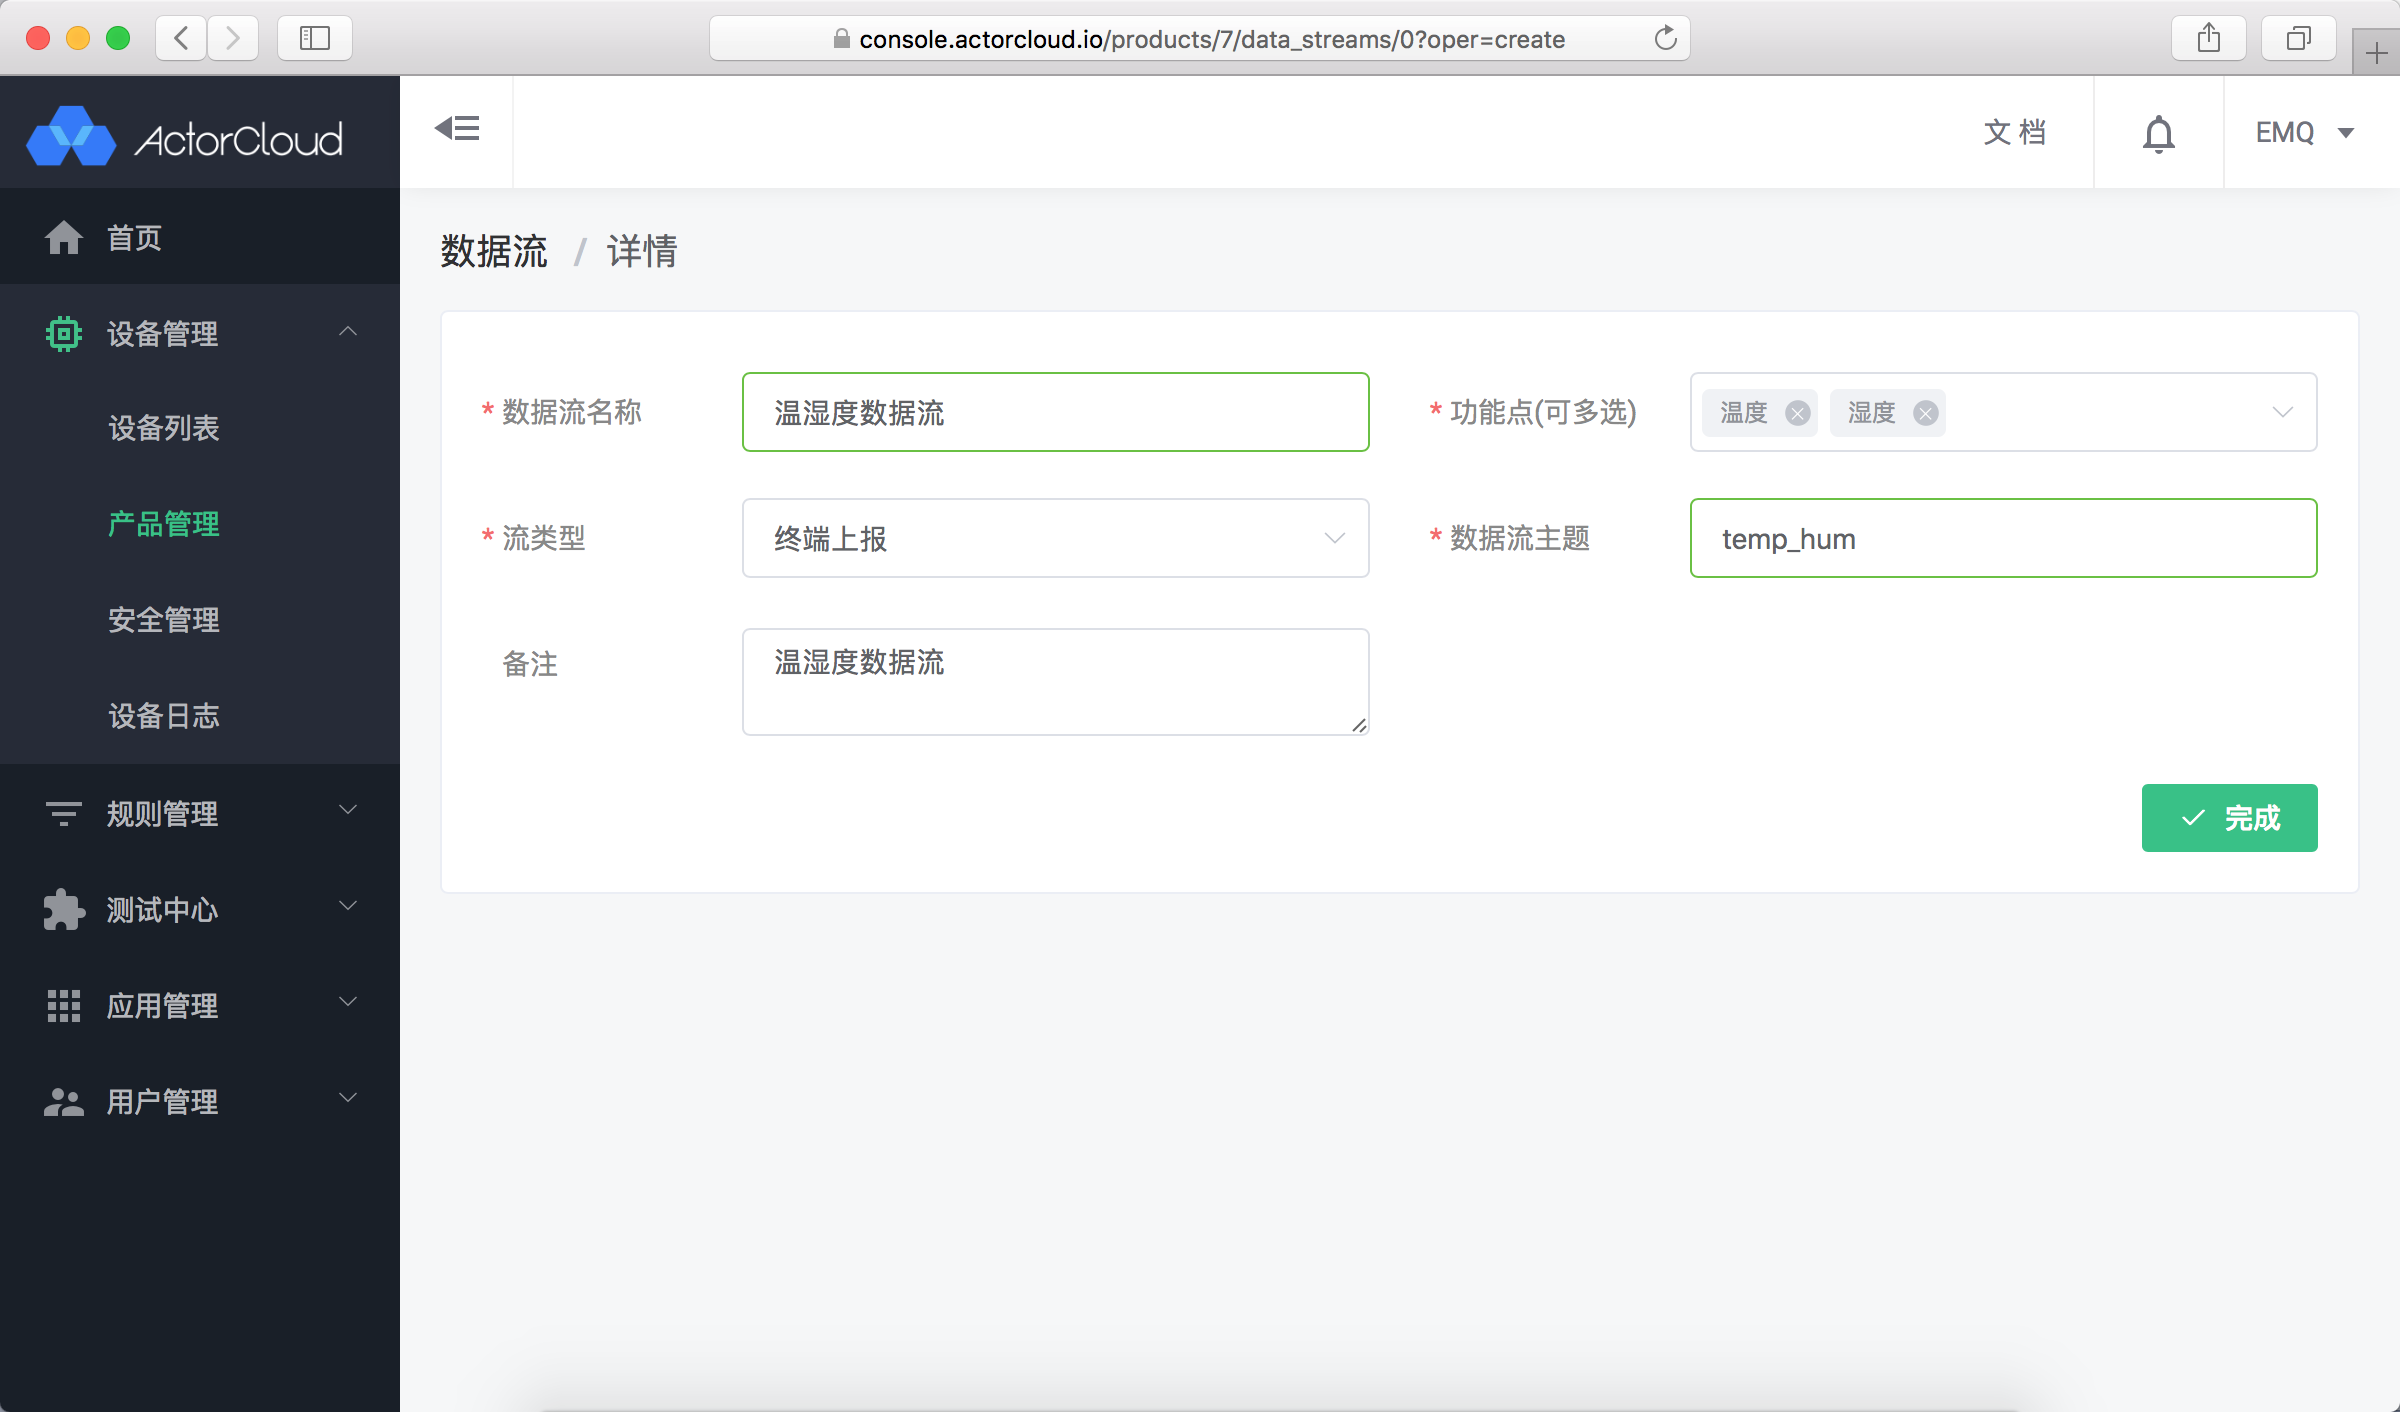 console.actorcloud.io/products/7/data_streams/0?oper=create
ActorCloud
文 档
EMQ
首页
设备管理
设备列表
产品管理
安全管理
设备日志
规则管理
测试中心
应用管理
用户管理
数据流 / 详情
* 数据流名称
温湿度数据流
* 功能点(可多选)
温度 湿度
* 流类型
终端上报
* 数据流主题
temp_hum
备注
温湿度数据流
完成